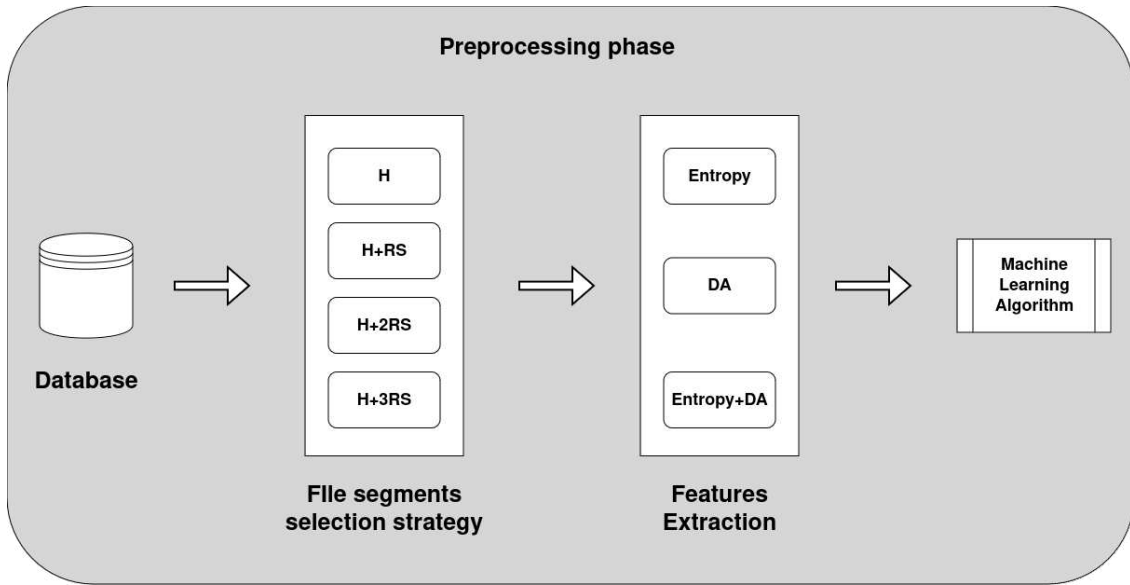 Preprocessing phase
Database
H
H+RS
H+2RS
H+3RS
FIle segments
selection strategy
Entropy
DA
Entropy+DA
Features
Extraction
Machine
Learning
Algorithm